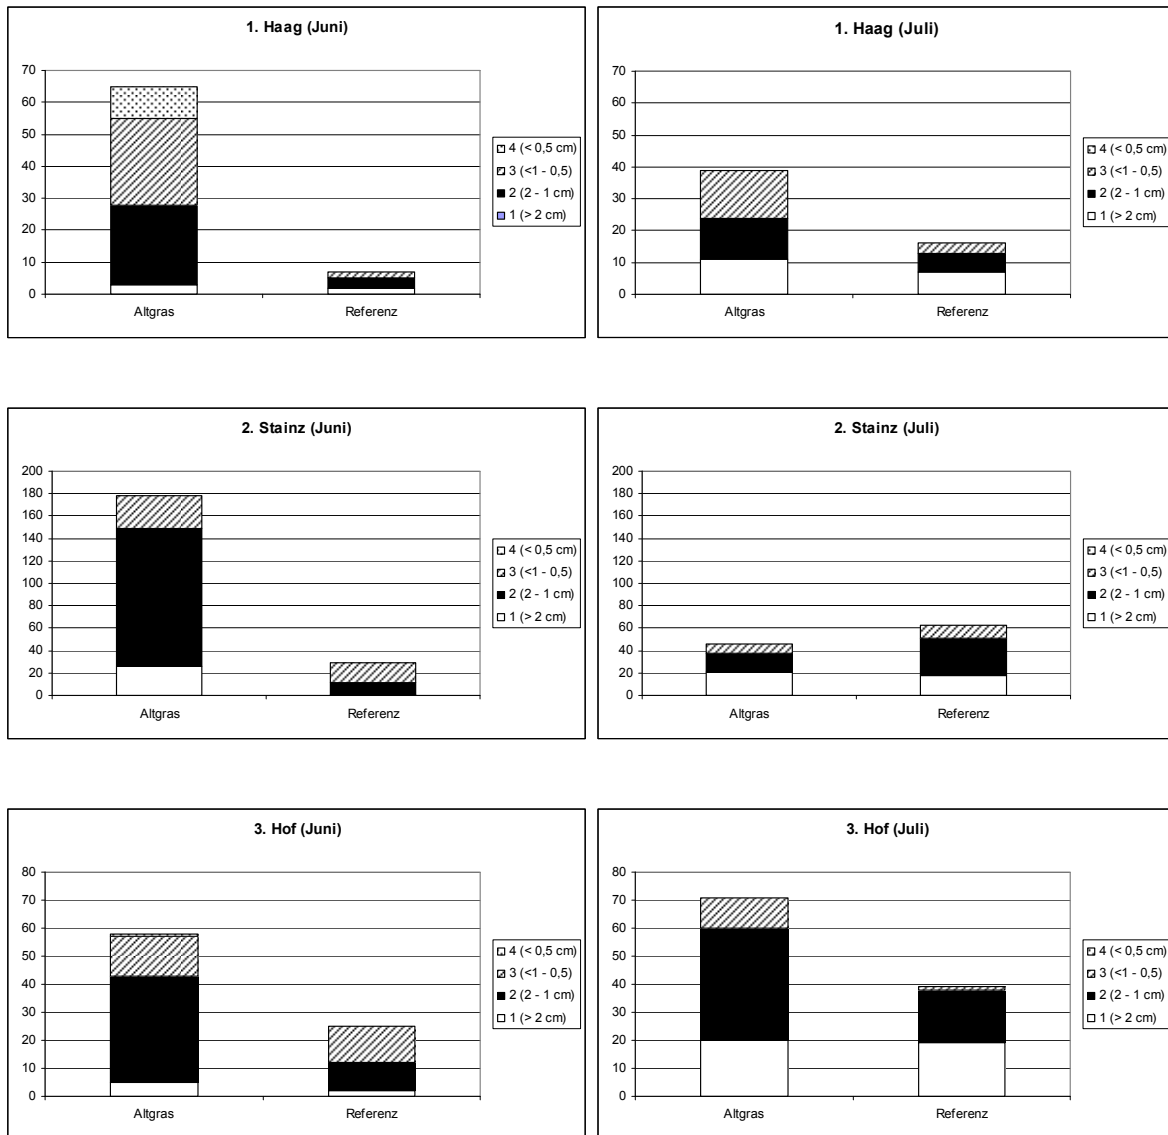 1. Haag (Juni)
70
60
50
40
30
20
10
0
Altgras Referenz
4 (< 0,5 cm)
3 (<1 - 0,5)
2 (2 - 1 cm)
1 (> 2 cm)
1. Haag (Juli)
70
60
50
40
30
20
10
0
Altgras Referenz
4 (< 0,5 cm)
3 (<1 - 0,5)
2 (2 - 1 cm)
1 (> 2 cm)
2. Stainz (Juni)
200
180
160
140
120
100
80
60
40
20
0
Altgras Referenz
4 (< 0,5 cm)
3 (<1 - 0,5)
2 (2 - 1 cm)
1 (> 2 cm)
2. Stainz (Juli)
200
180
160
140
120
100
80
60
40
20
0
Altgras Referenz
4 (< 0,5 cm)
3 (<1 - 0,5)
2 (2 - 1 cm)
1 (> 2 cm)
3. Hof (Juni)
80
70
60
50
40
30
20
10
0
Altgras Referenz
4 (< 0,5 cm)
3 (<1 - 0,5)
2 (2 - 1 cm)
1 (> 2 cm)
3. Hof (Juli)
80
70
60
50
40
30
20
10
0
Altgras Referenz
4 (< 0,5 cm)
3 (<1 - 0,5)
2 (2 - 1 cm)
1 (> 2 cm)